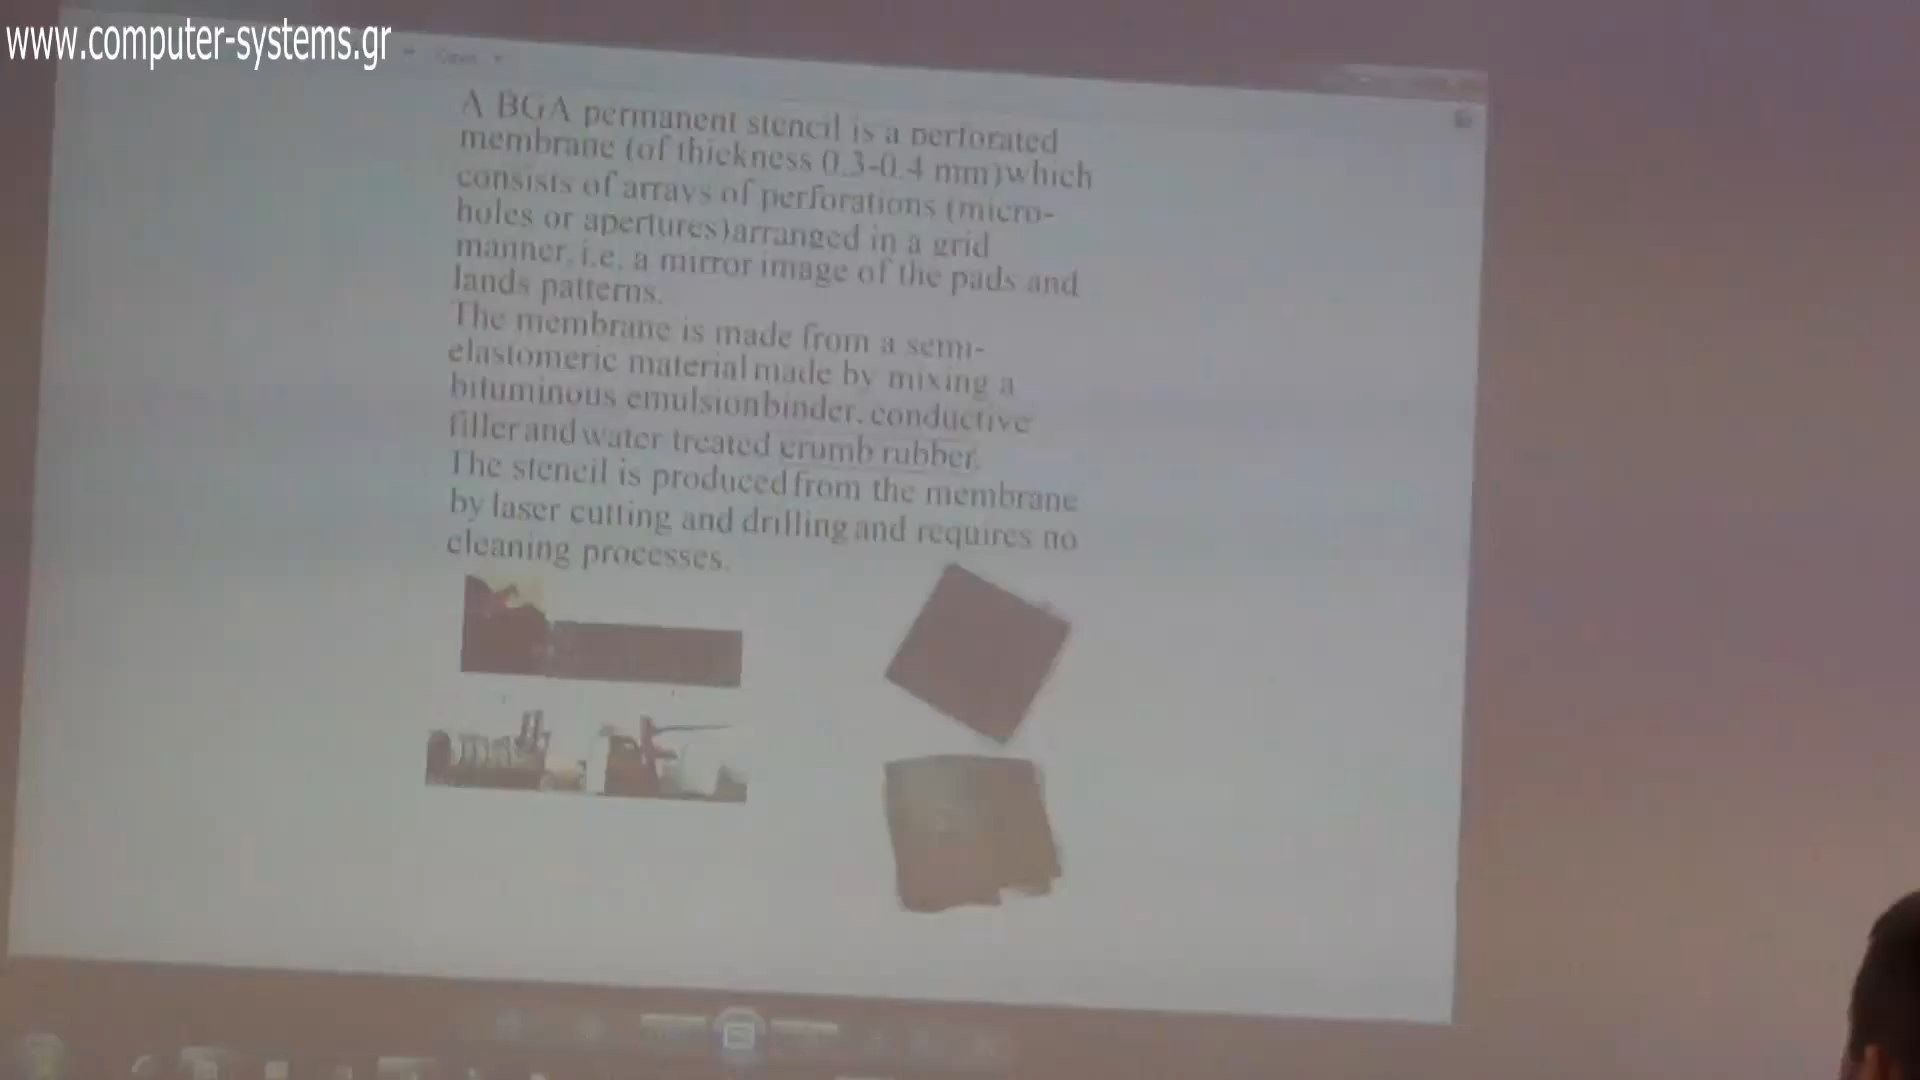 www.computer-systems.gr
Open
A BGA permanent stencil is a perforated
membrane (of thickness 0.3-0.4 mm)which
consists of arrays of perforations (micro-
holes or apertures)arranged in a grid
manner, i.e. a mirror image of the pads and
lands patterns.
The membrane is made from a semi-
elastomeric material made by mixing a
bituminous emulsion binder, conductive
filler and water treated crumb rubber.
The stencil is produced from the membrane
by laser cutting and drilling and requires no
cleaning processes.